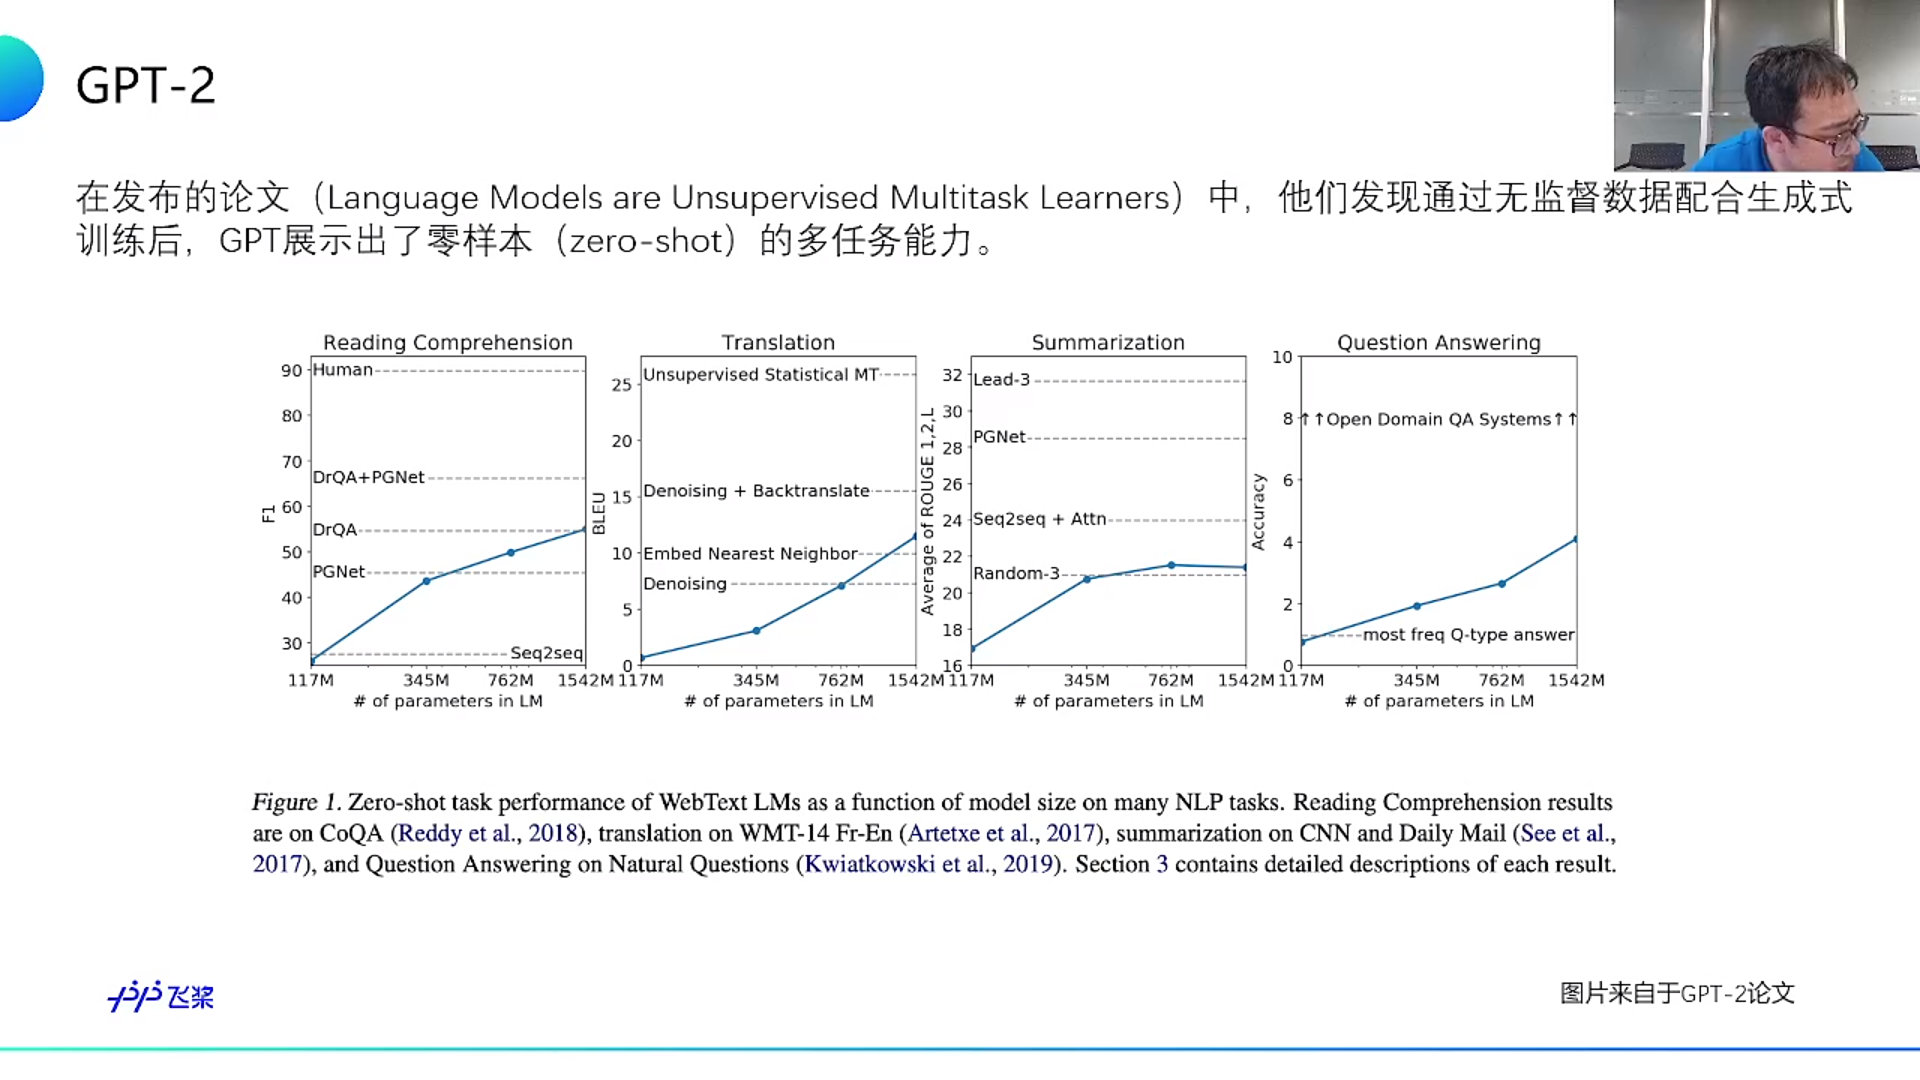 GPT-2
在发布的论文（Language Models are Unsupervised Multitask Learners）中，他们发现通过无监督数据配合生成式
训练后，GPT展示出了零样本（zero-shot）的多任务能力。
Reading Comprehension
90
80
70
60
50
40
30
F1
Human
DrQA+PGNet
DrQA
PGNet
Seq2seq
117M 345M 762M 1542M
# of parameters in LM
Translation
25
20
15
10
5
0
BLEU
Unsupervised Statistical MT
Denoising + Backtranslate
Embed Nearest Neighbor
Denoising
117M 345M 762M 1542M
# of parameters in LM
Summarization
32
30
28
26
24
22
20
18
16
Average of ROUGE 1,2,L
Lead-3
PGNet
Seq2seq + Attn
Random-3
117M 345M 762M 1542M
# of parameters in LM
Question Answering
10
8
6
4
2
0
Accuracy
↑↑Open Domain QA Systems↑↑
most freq Q-type answer
117M 345M 762M 1542M
# of parameters in LM
Figure 1. Zero-shot task performance of WebText LMs as a function of model size on many NLP tasks. Reading Comprehension results
are on CoQA (Reddy et al., 2018), translation on WMT-14 Fr-En (Artetxe et al., 2017), summarization on CNN and Daily Mail (See et al.,
2017), and Question Answering on Natural Questions (Kwiatkowski et al., 2019). Section 3 contains detailed descriptions of each result.
飞桨
图片来自于GPT-2论文